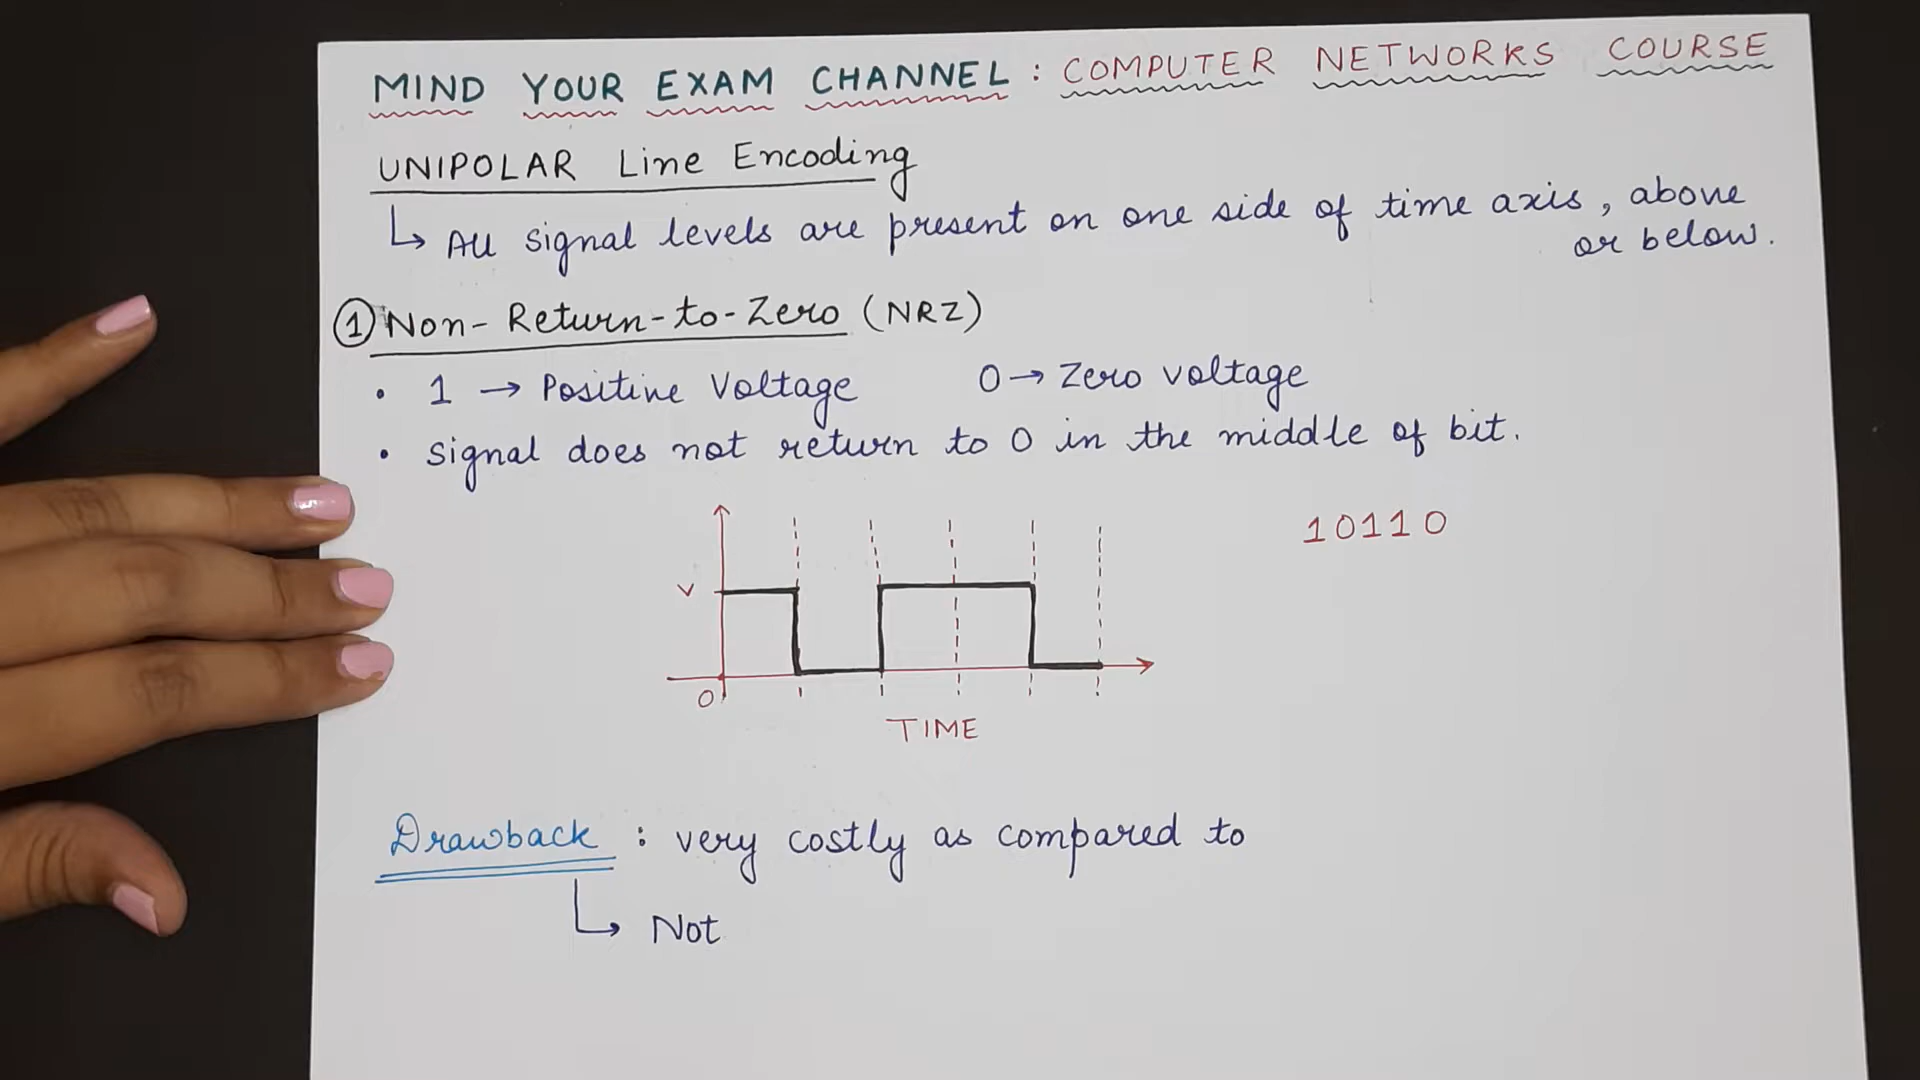 MIND YOUR EXAM CHANNEL : COMPUTER NETWORKS COURSE
UNIPOLAR Line Encoding
↳ All signal levels are present on one side of time axis, above
or below.
① Non-Return-to-Zero (NRZ)
• 1 → Positive Voltage 0 → Zero voltage
• signal does not return to 0 in the middle of bit.
10110
V
0
TIME
Drawback : very costly as compared to
↳ Not